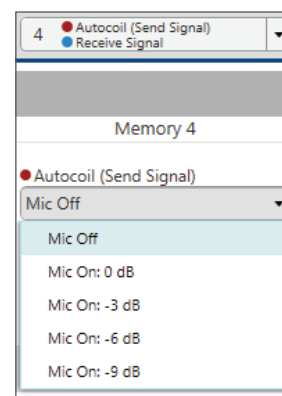 4
Autocoil (Send Signal)
Receive Signal
Memory 4
Autocoil (Send Signal)
Mic Off
Mic Off
Mic On: 0 dB
Mic On: -3 dB
Mic On: -6 dB
Mic On: -9 dB